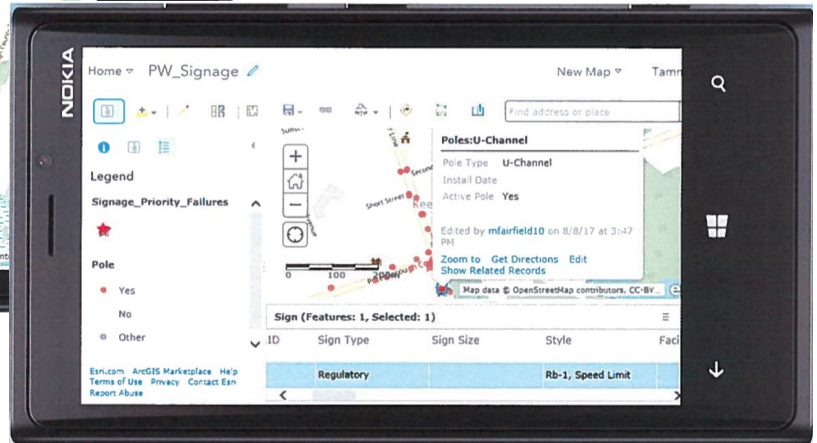 NOKIA
Home PW_Signage
New Map
Find address or place
Legend
Signage_Priority_Failures
Pole
Yes
No
Other
Esri.com ArcGIS Marketplace Help
Terms of Use Privacy Contact Esri
Report Abuse
Short Street
0 100 200m
Poles:U-Channel
Pole Type U-Channel
Install Date
Active Pole Yes
Edited by mfairfield10 on 8/8/17 at 3:47
PM
Zoom to Get Directions Edit
Show Related Records
Map data © OpenStreetMap contributors, CC-BY...
Sign (Features: 1, Selected: 1)
ID Sign Type Sign Size Style
Regulatory Rb-1, Speed Limit